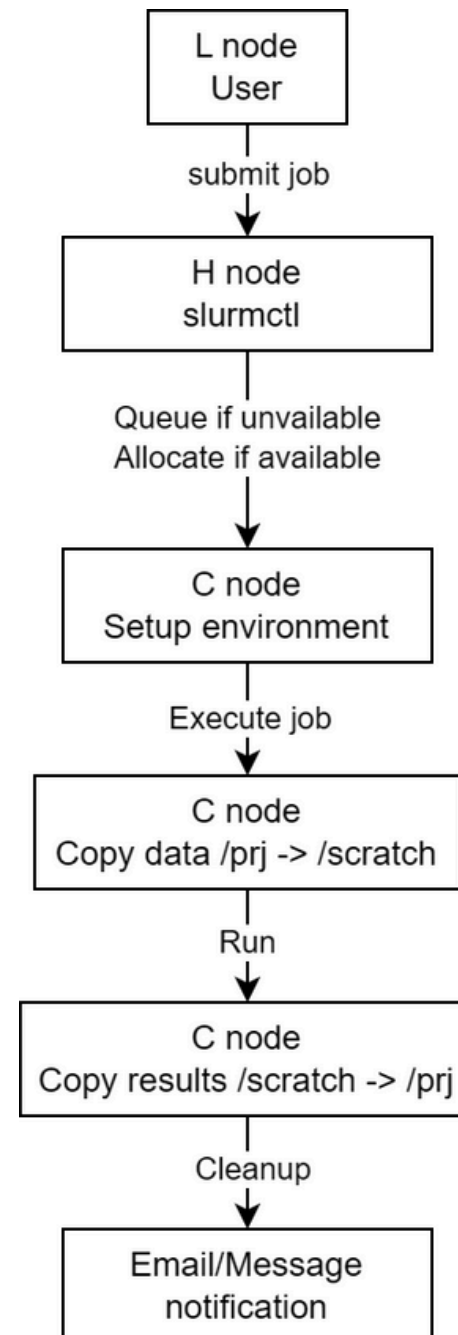 L node
User
submit job
H node
slurmctl
Queue if unvailable
Allocate if available
C node
Setup environment
Execute job
C node
Copy data /prj -> /scratch
Run
C node
Copy results /scratch -> /prj
Cleanup
Email/Message
notification